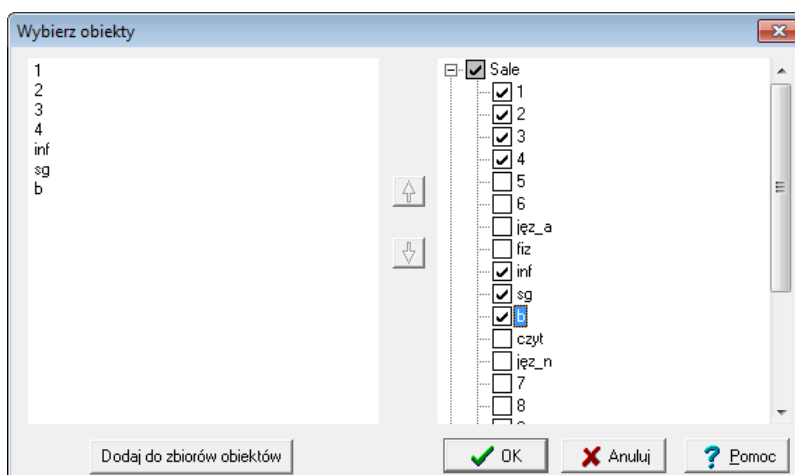 Wybierz obiekty
1
2
3
4
inf
sg
b
Sale
1
2
3
4
5
6
jęz_a
fiz
inf
sg
b
czyt
jęz_n
7
8
Dodaj do zbiorów obiektów
OK
Anuluj
Pomoc